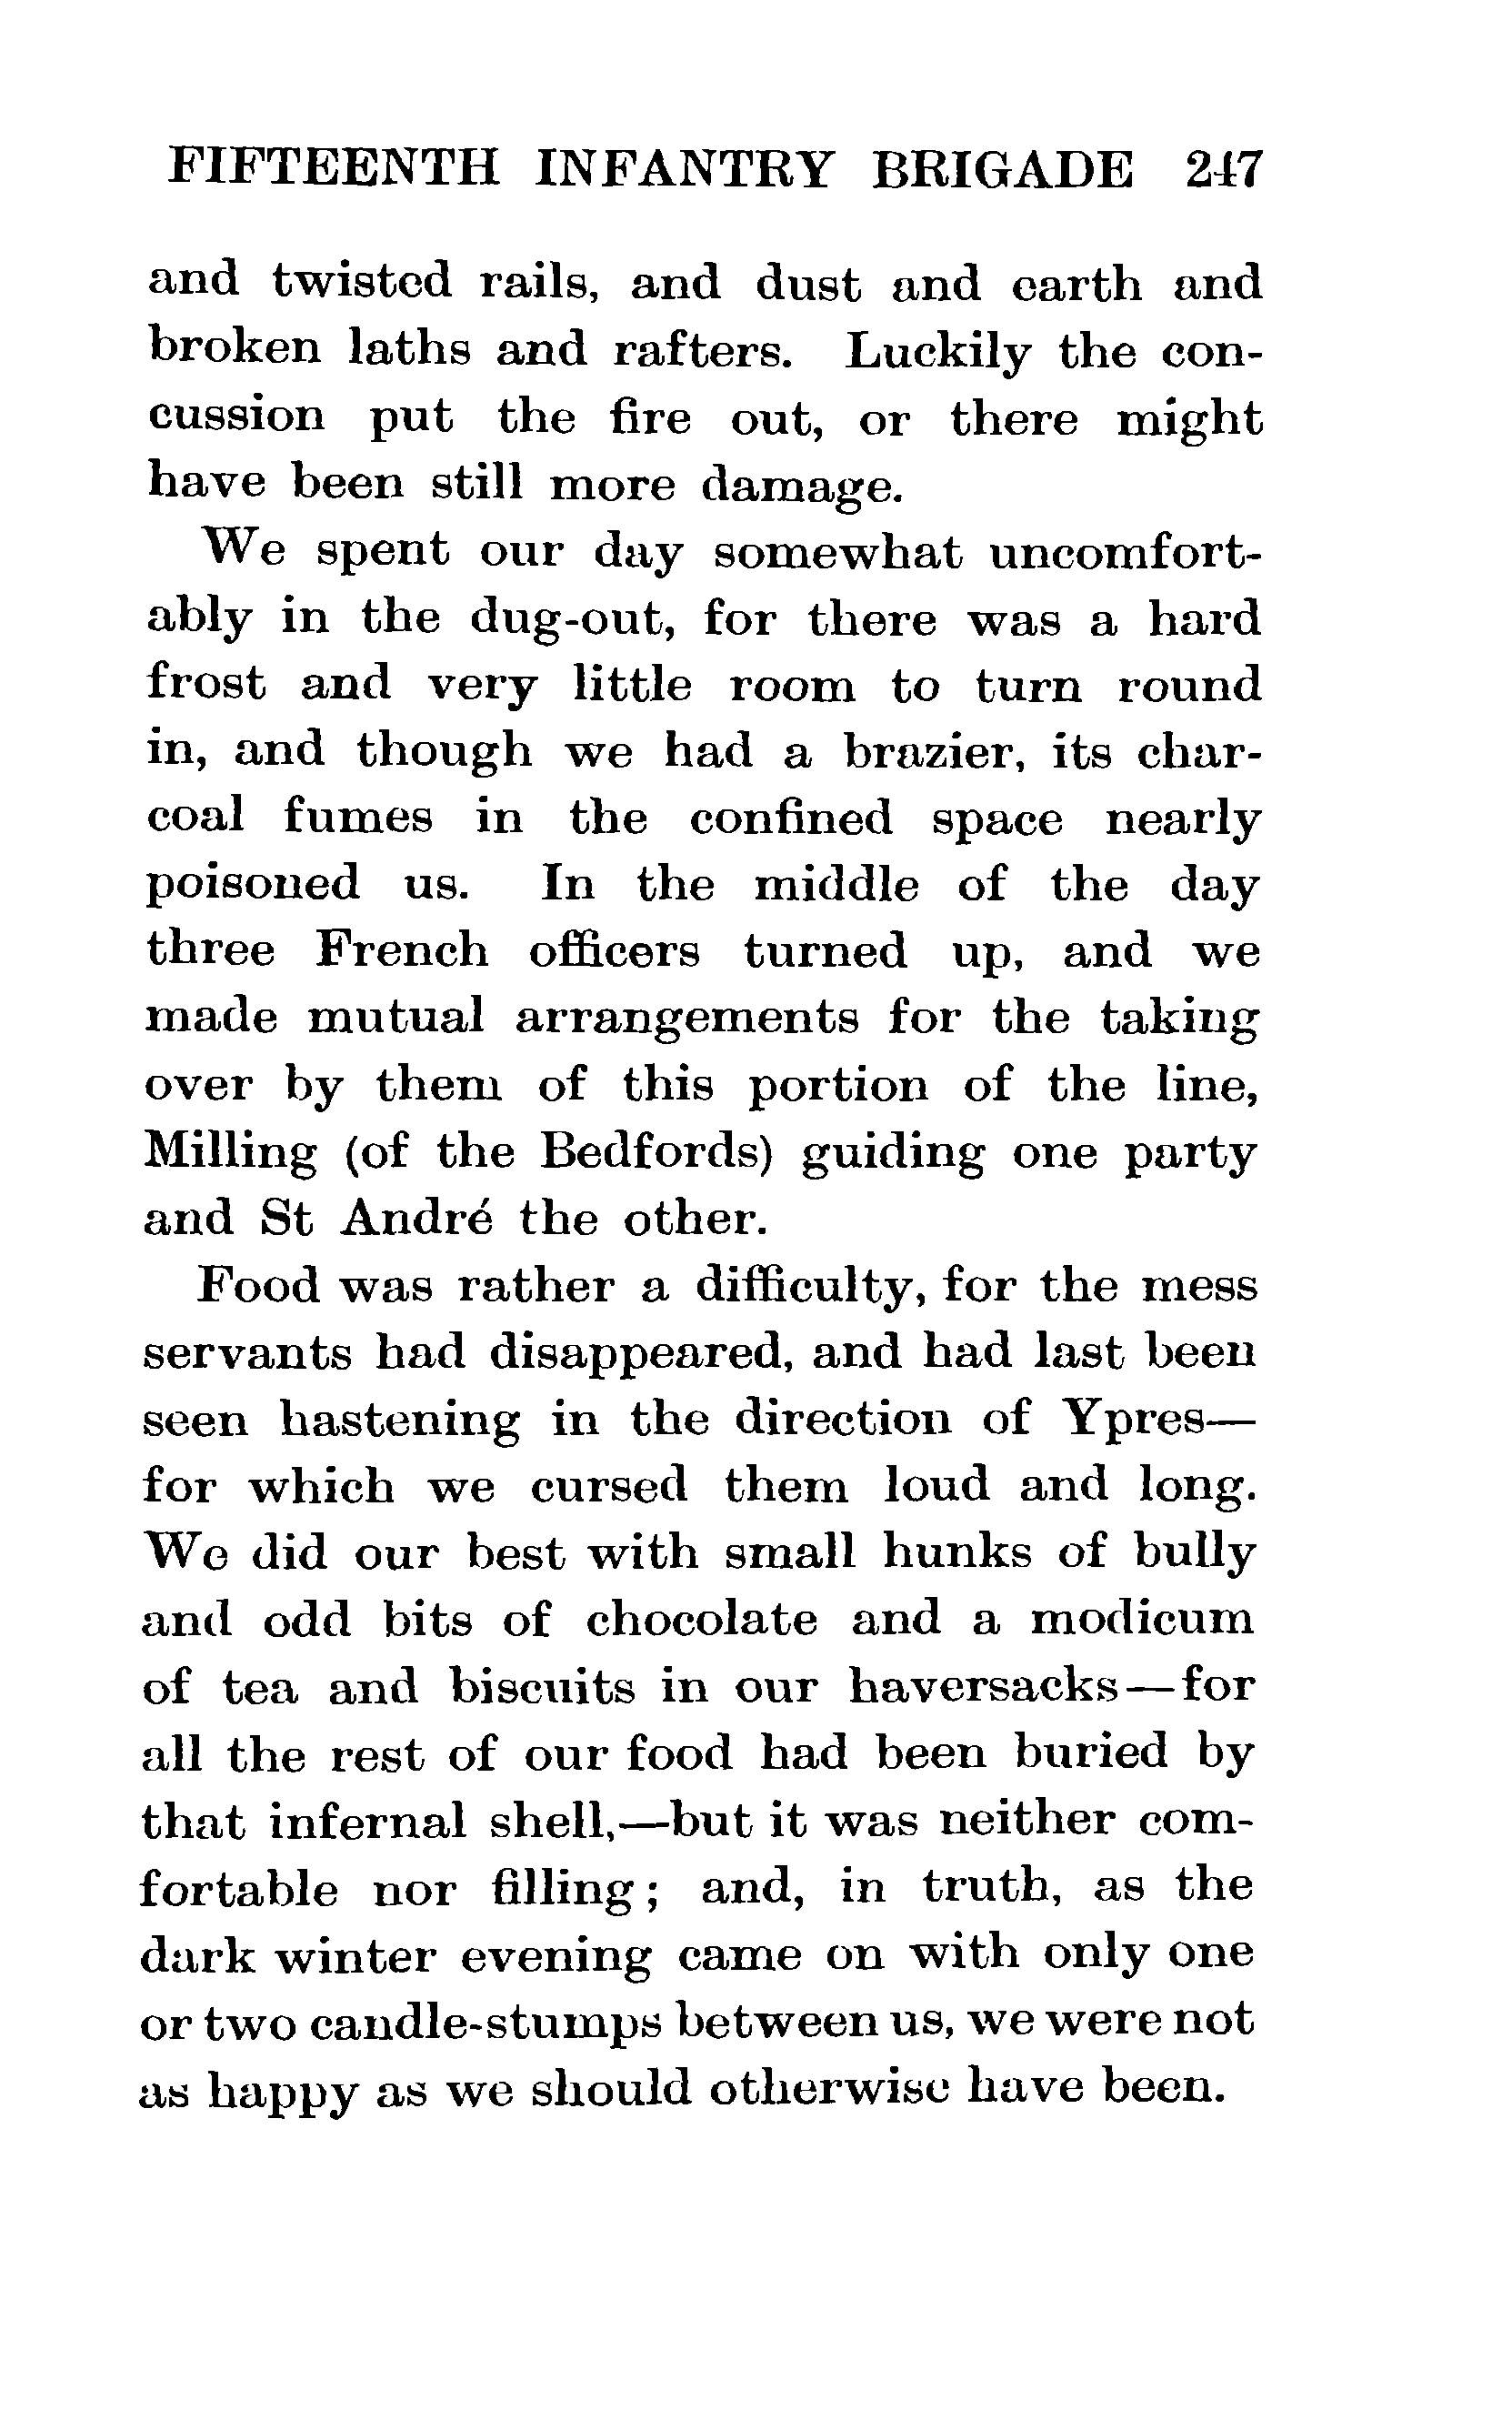 FIFTEENTH INFANTRY BRIGADE 247
and twisted rails, and dust and earth and
broken laths and rafters. Luckily the con-
cussion put the fire out, or there might
have been still more damage.
We spent our day somewhat uncomfort-
ably in the dug-out, for there was a hard
frost and very little room to turn round
in, and though we had a brazier, its char-
coal fumes in the confined space nearly
poisoned us. In the middle of the day
three French officers turned up, and we
made mutual arrangements for the taking
over by them of this portion of the line,
Milling (of the Bedfords) guiding one party
and St André the other.
Food was rather a difficulty, for the mess
servants had disappeared, and had last been
seen hastening in the direction of Ypres—
for which we cursed them loud and long.
We did our best with small hunks of bully
and odd bits of chocolate and a modicum
of tea and biscuits in our haversacks—for
all the rest of our food had been buried by
that infernal shell,—but it was neither com-
fortable nor filling; and, in truth, as the
dark winter evening came on with only one
or two candle-stumps between us, we were not
as happy as we should otherwise have been.